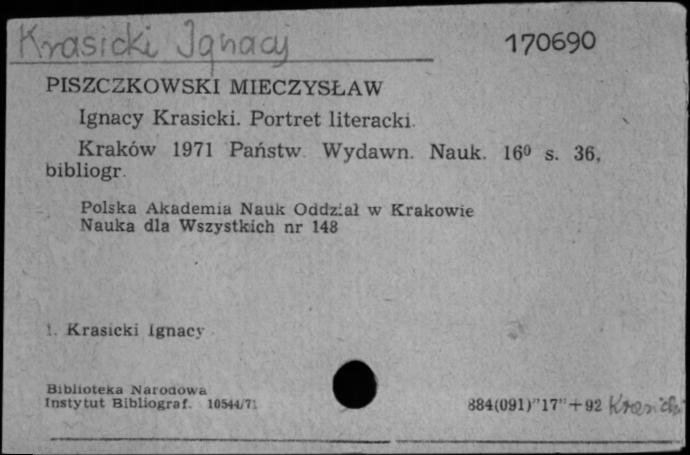 Krasicki Ignacy 170690
PISZCZKOWSKI MIECZYSŁAW
Ignacy Krasicki. Portret literacki.
Kraków 1971 Państw. Wydawn. Nauk. 16⁰ s. 36,
bibliogr.
Polska Akademia Nauk Oddział w Krakowie
Nauka dla Wszystkich nr 148
1. Krasicki Ignacy
Biblioteka Narodowa
Instytut Bibliograf. 10544/71
884(091)"17"+92 Krasicki